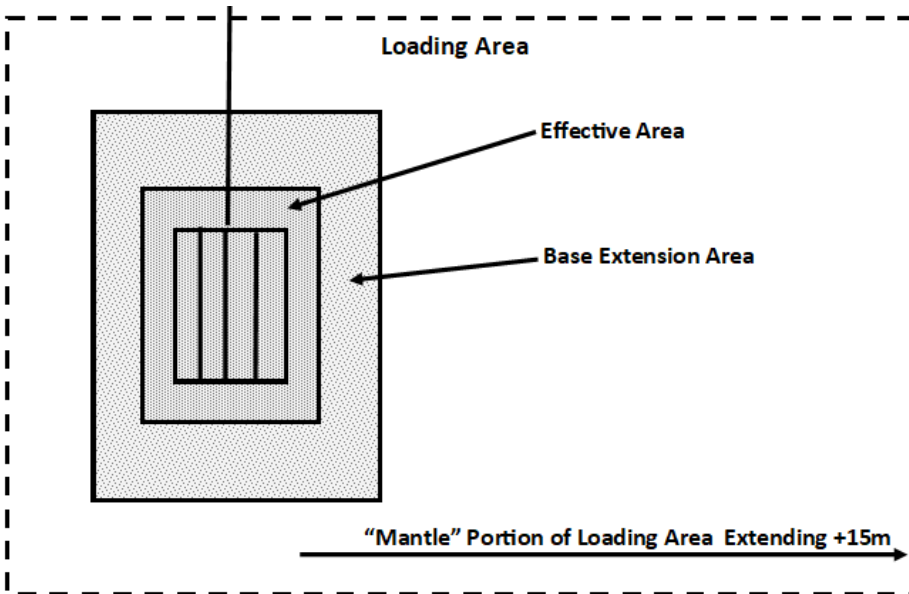 Loading Area
Effective Area
Base Extension Area
“Mantle” Portion of Loading Area Extending +15m